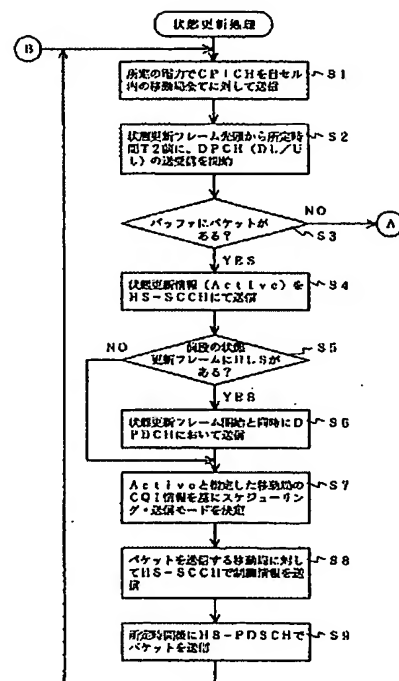 状態更新処理
B
所定の電力でCPICHを自セル
内の移動局全てに対して送信
S1
状態更新フレーム先頭から所定時
間T2前に、DPCH(DL/U
L)の送受信を開始
S2
バッファにパケットが
ある?
NO
A
S3
YES
状態更新情報(Active)を
HS-SCCHにて送信
S4
前段の状態
更新フレームにHLSが
ある?
NO
S5
YES
状態更新フレーム開始と同時にD
PDCHにおいて送信
S6
Activeと指定した移動局の
CQI情報を基にスケジューリン
グ・送信モードを決定
S7
パケットを送信する移動局に対し
てHS-SCCHで制御情報を送
信
S8
所定時間後にHS-PDSCHで
パケットを送信
S9